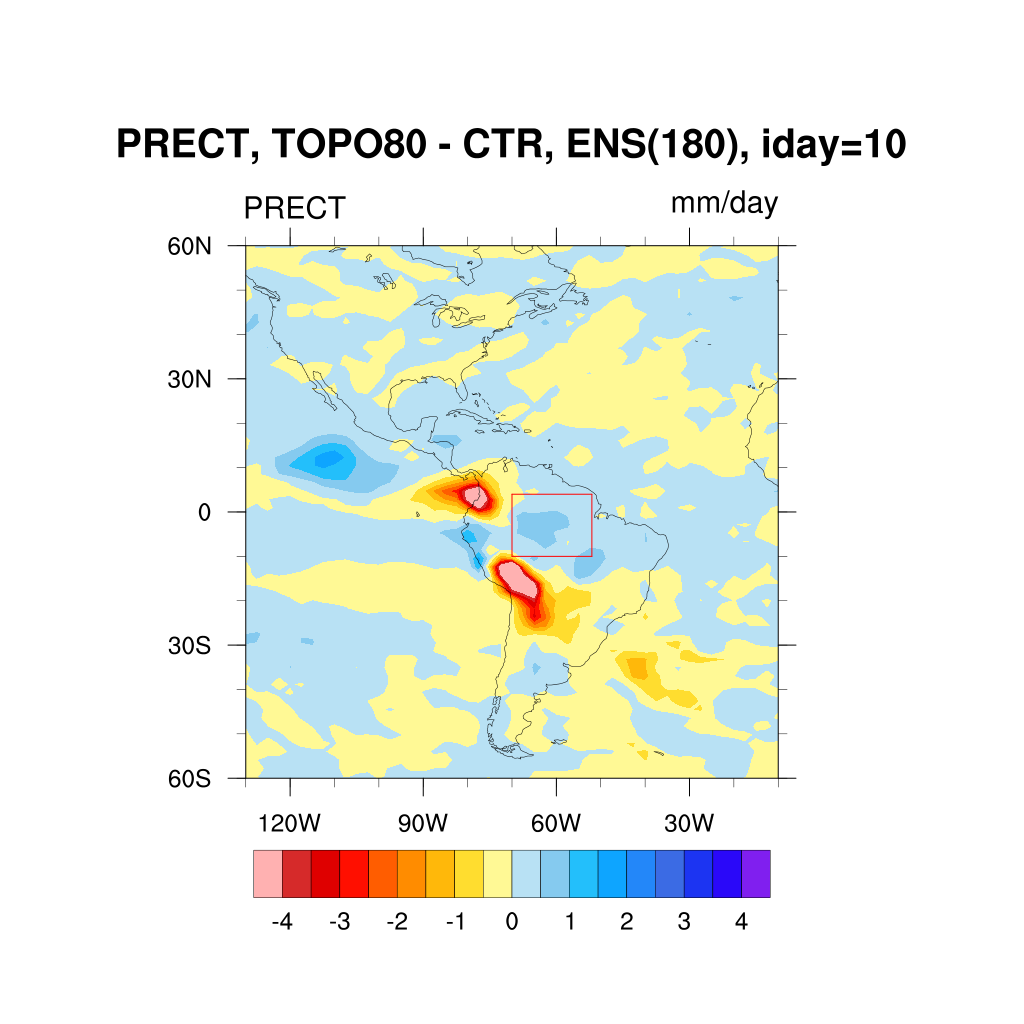 PRECT, TOPO80 - CTR, ENS(180), iday=10
PRECT mm/day
60N
30N
0
30S
60S
120W 90W 60W 30W
-4 -3 -2 -1 0 1 2 3 4